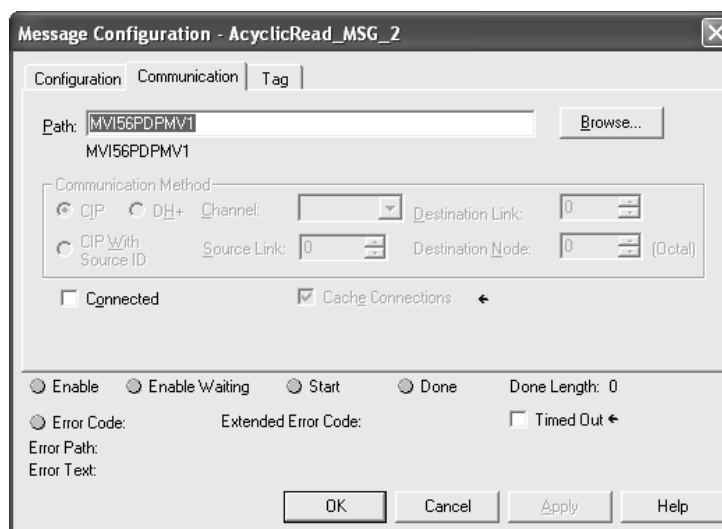 Message Configuration - AcyclicRead_MSG_2
Configuration Communication Tag
Path: MVI56PDPMV1 Browse...
MVI56PDPMV1
Communication Method
CIP DH+ Channel: Destination Link: 0
CIP With Source ID Source Link: 0 Destination Node: 0 (Octal)
Connected Cache Connections ←
Enable Enable Waiting Start Done Done Length: 0
Error Code: Extended Error Code: Timed Out ←
Error Path:
Error Text:
OK Cancel Apply Help